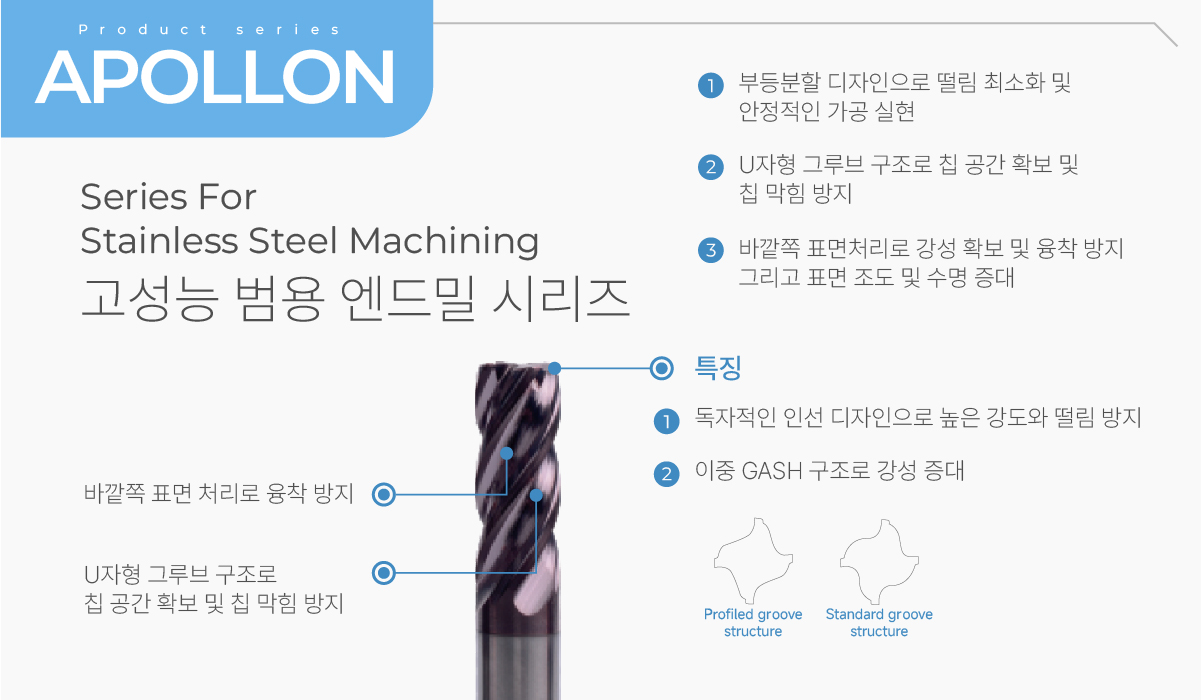 Product series
APOLLON
Series For
Stainless Steel Machining
고성능 범용 엔드밀 시리즈
1 부등분할 디자인으로 떨림 최소화 및
안정적인 가공 실현
2 U자형 그루브 구조로 칩 공간 확보 및
칩 막힘 방지
3 바깥쪽 표면처리로 강성 확보 및 융착 방지
그리고 표면 조도 및 수명 증대
특징
1 독자적인 인선 디자인으로 높은 강도와 떨림 방지
2 이중 GASH 구조로 강성 증대
바깥쪽 표면 처리로 융착 방지
U자형 그루브 구조로
칩 공간 확보 및 칩 막힘 방지
Profiled groove
structure
Standard groove
structure